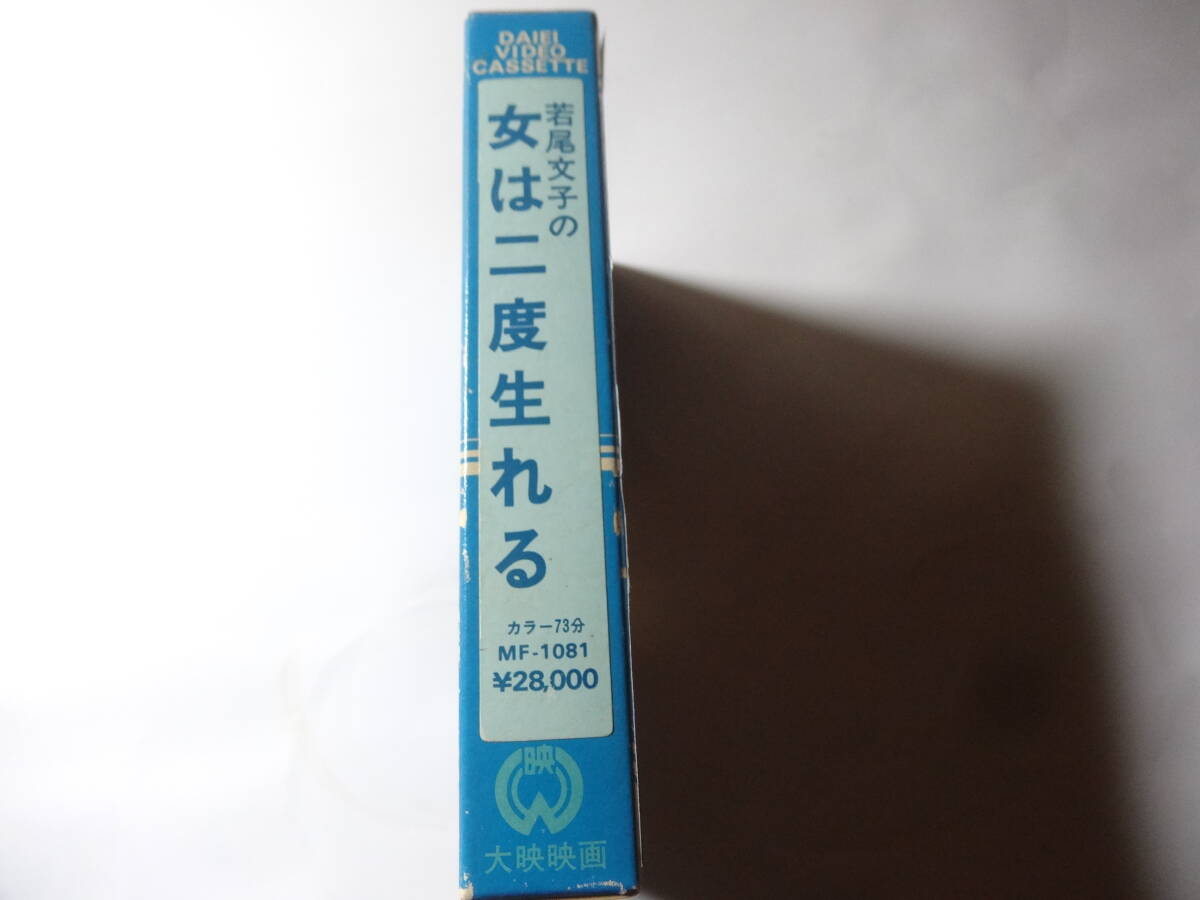 DAIEI
VIDEO
CASSETTE
若尾文子の
女は二度生れる
カラー73分
MF-1081
¥28,000
映
大映映画